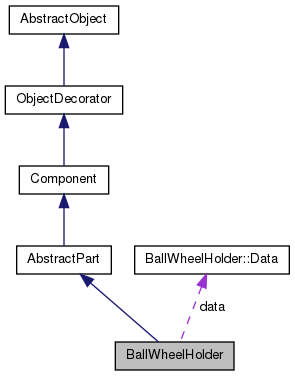 AbstractObject
ObjectDecorator
Component
AbstractPart
BallWheelHolder::Data
data
BallWheelHolder